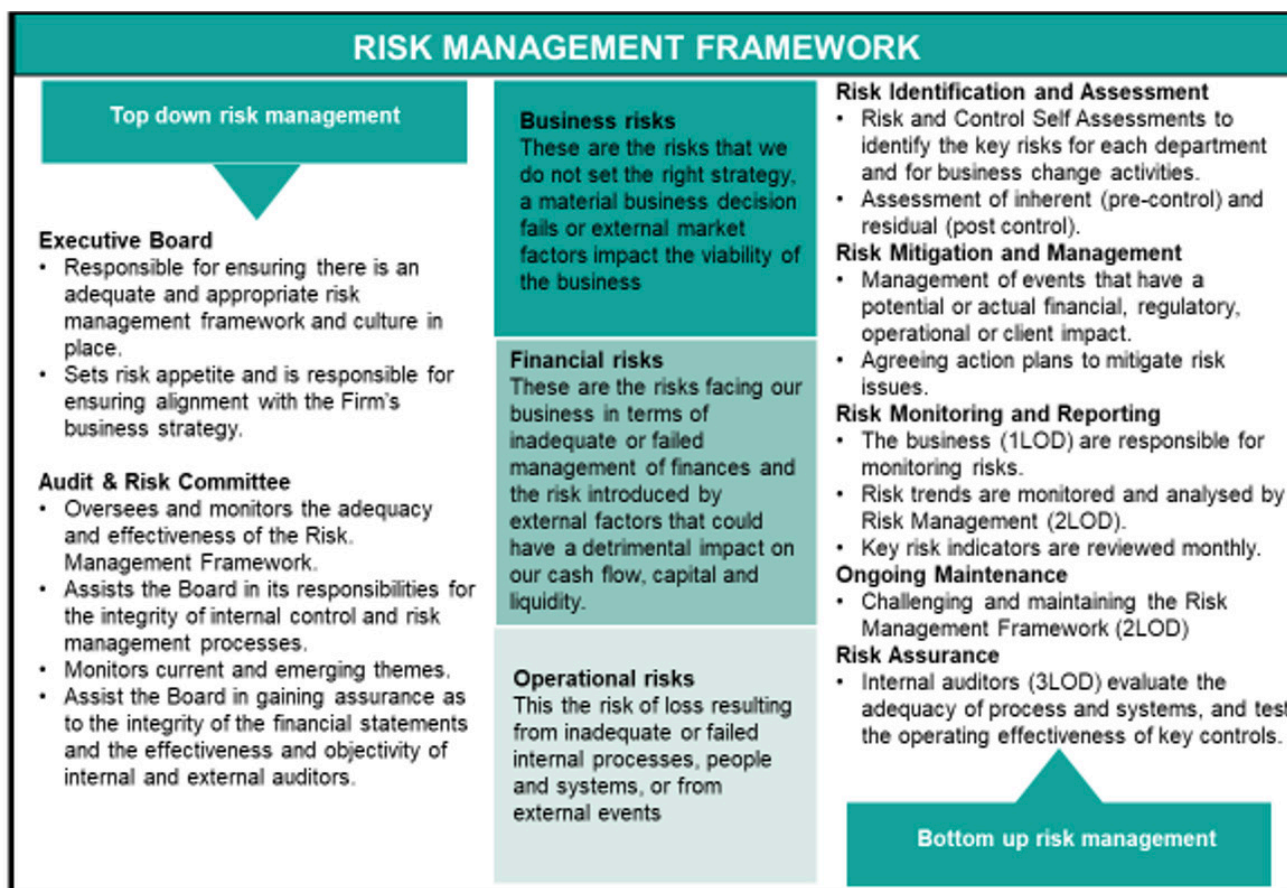 RISK MANAGEMENT FRAMEWORK
Top down risk management
Executive Board
• Responsible for ensuring there is an
adequate and appropriate risk
management framework and culture in
place.
• Sets risk appetite and is responsible for
ensuring alignment with the Firm's
business strategy.
Audit & Risk Committee
• Oversees and monitors the adequacy
and effectiveness of the Risk.
Management Framework.
• Assists the Board in its responsibilities for
the integrity of internal control and risk
management processes.
• Monitors current and emerging themes.
• Assist the Board in gaining assurance as
to the integrity of the financial statements
and the effectiveness and objectivity of
internal and external auditors.
Business risks
These are the risks that we
do not set the right strategy,
a material business decision
fails or external market
factors impact the viability of
the business
Financial risks
These are the risks facing our
business in terms of
inadequate or failed
management of finances and
the risk introduced by
external factors that could
have a detrimental impact on
our cash flow, capital and
liquidity.
Operational risks
This the risk of loss resulting
from inadequate or failed
internal processes, people
and systems, or from
external events
Risk Identification and Assessment
• Risk and Control Self Assessments to
identify the key risks for each department
and for business change activities.
• Assessment of inherent (pre-control) and
residual (post control).
Risk Mitigation and Management
• Management of events that have a
potential or actual financial, regulatory,
operational or client impact.
• Agreeing action plans to mitigate risk
issues.
Risk Monitoring and Reporting
• The business (1LOD) are responsible for
monitoring risks.
• Risk trends are monitored and analysed by
Risk Management (2LOD).
• Key risk indicators are reviewed monthly.
Ongoing Maintenance
• Challenging and maintaining the Risk
Management Framework (2LOD)
Risk Assurance
• Internal auditors (3LOD) evaluate the
adequacy of process and systems, and test
the operating effectiveness of key controls.
Bottom up risk management